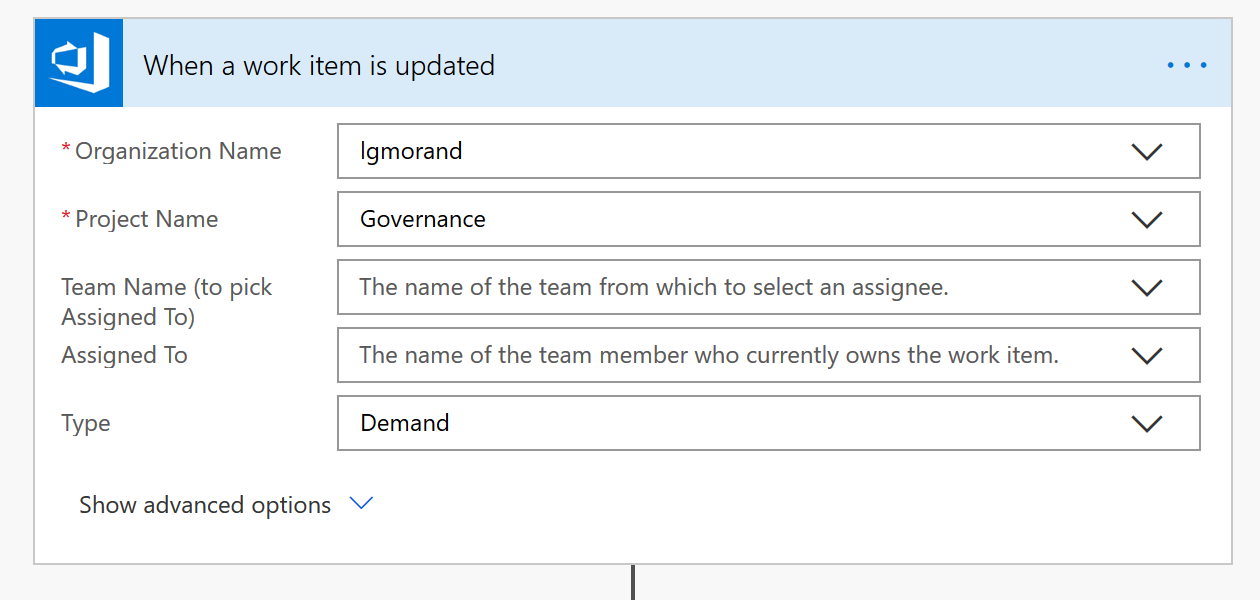 When a work item is updated
* Organization Name
lgmorand
* Project Name
Governance
Team Name (to pick
Assigned To)
The name of the team from which to select an assignee.
Assigned To
The name of the team member who currently owns the work item.
Type
Demand
Show advanced options